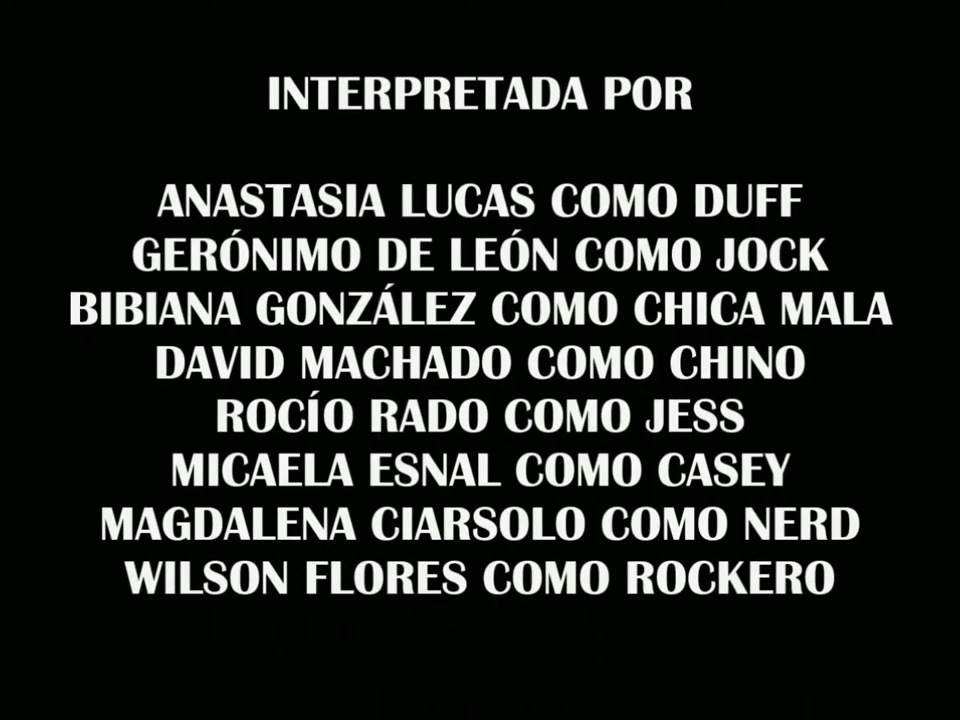 INTERPRETADA POR
ANASTASIA LUCAS COMO DUFF
GERÓNIMO DE LEÓN COMO JOCK
BIBIANA GONZÁLEZ COMO CHICA MALA
DAVID MACHADO COMO CHINO
ROCÍO RADO COMO JESS
MICAELA ESNAL COMO CASEY
MAGDALENA CIARSOLO COMO NERD
WILSON FLORES COMO ROCKERO